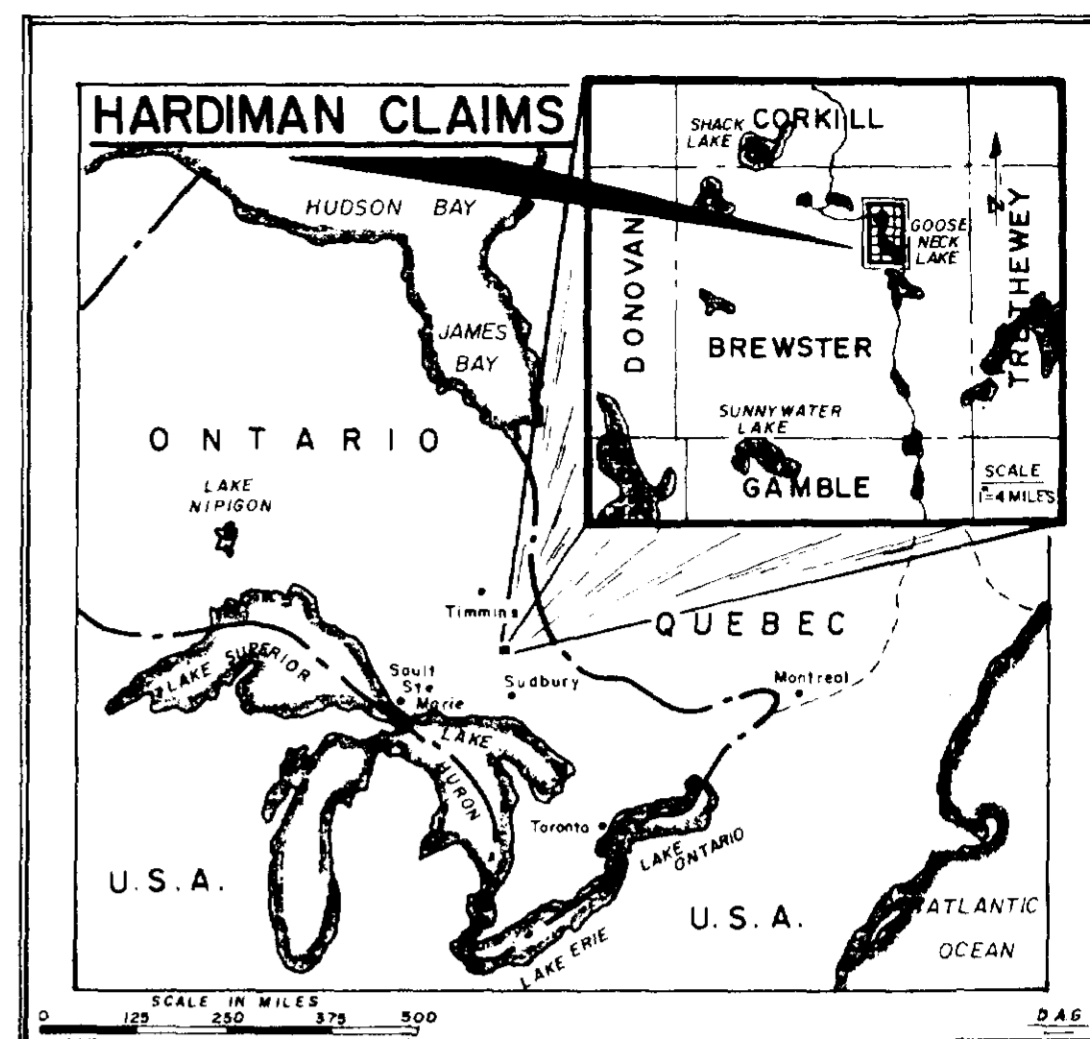 HARDIMAN CLAIMS
HUDSON BAY
JAMES
BAY
ONTARIO
LAKE
NIPIGON
Timmins
QUEBEC
LAKE SUPERIOR
Sault
Ste
Marie
Sudbury
Montreal
LAKE
HURON
Toronto
LAKE
ONTARIO
LAKE ERIE
U.S.A.
U.S.A.
ATLANTIC
OCEAN
SHACK
LAKE
CORKILL
N
GOOSE
NECK
LAKE
DONOVAN
TRETHEWEY
BREWSTER
SUNNYWATER
LAKE
GAMBLE
SCALE
1"=4 MILES
SCALE IN MILES
0 125 250 375 500
D.A.G